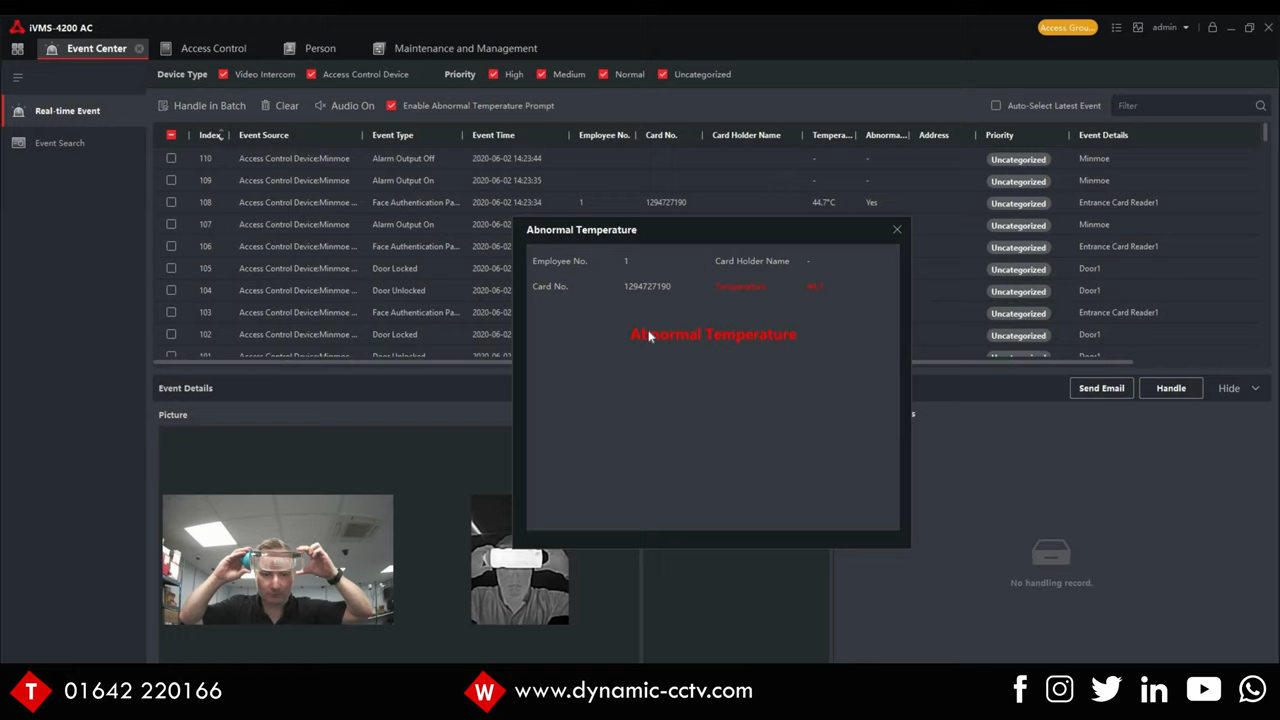 iVMS-4200 AC
Access Grou...
admin
Event Center
Access Control
Person
Maintenance and Management
Device Type
Video Intercom
Access Control Device
Priority
High
Medium
Normal
Uncategorized
Real-time Event
Event Search
Handle in Batch
Clear
Audio On
Enable Abnormal Temperature Prompt
Auto-Select Latest Event
Filter
Index Event Source Event Type Event Time Employee No. Card No. Card Holder Name Tempera... Abnorma... Address Priority Event Details
110 Access Control Device:Minmoe Alarm Output Off 2020-06-02 14:23:44 - - Uncategorized Minmoe
109 Access Control Device:Minmoe Alarm Output On 2020-06-02 14:23:35 - - Uncategorized Minmoe
108 Access Control Device:Minmoe ... Face Authentication Pa... 2020-06-02 14:23:34 1 1294727190 44.7°C Yes Uncategorized Entrance Card Reader1
107 Access Control Device:Minmoe Alarm Output On 2020-06-02 Uncategorized Minmoe
106 Access Control Device:Minmoe ... Face Authentication Pa... 2020-06-02 Uncategorized Entrance Card Reader1
105 Access Control Device:Minmoe ... Door Locked 2020-06-02 Uncategorized Door1
104 Access Control Device:Minmoe ... Door Unlocked 2020-06-02 Uncategorized Door1
103 Access Control Device:Minmoe ... Face Authentication Pa... 2020-06-02 Uncategorized Entrance Card Reader1
102 Access Control Device:Minmoe ... Door Locked 2020-06-02 Uncategorized Door1
Abnormal Temperature
Employee No. 1 Card Holder Name -
Card No. 1294727190 Temperature
Abnormal Temperature
Event Details
Send Email
Handle
Hide
Picture
No handling record.
T 01642 220166
W www.dynamic-cctv.com